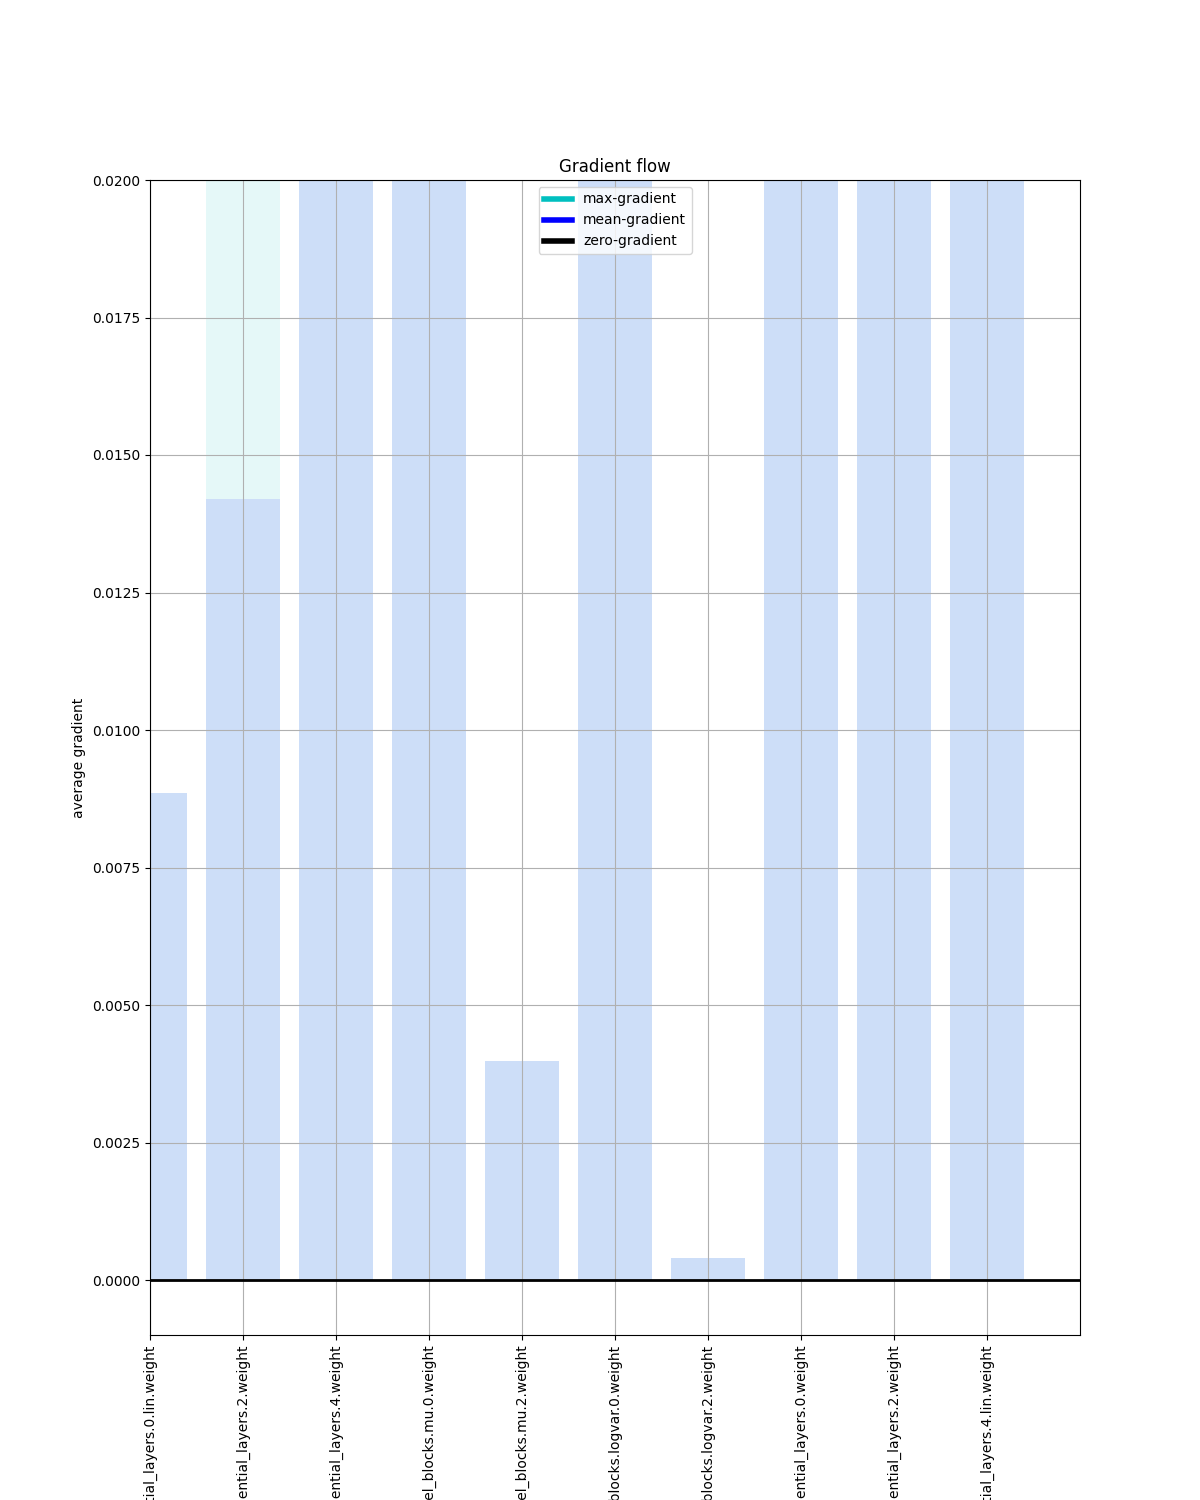 Gradient flow
max-gradient
mean-gradient
zero-gradient
0.0200
0.0175
0.0150
0.0125
0.0100
0.0075
0.0050
0.0025
0.0000
average gradient
tial_layers.0.lin.weight
ential_layers.2.weight
ential_layers.4.weight
el_blocks.mu.0.weight
el_blocks.mu.2.weight
blocks.logvar.0.weight
blocks.logvar.2.weight
ential_layers.0.weight
ential_layers.2.weight
tial_layers.4.lin.weight